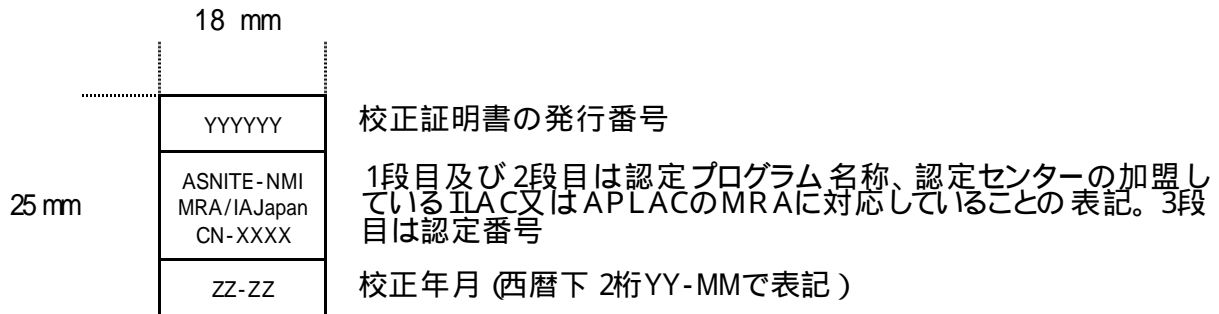 18 mm
YYYYYY
校正証明書の発行番号
25 mm
ASNITE-NMI
MRA/IAJapan
CN-XXXX
1段目及び2段目は認定プログラム名称、認定センターの加盟し
ているILAC又はAPLACのMRAに対応していることの表記。3段
目は認定番号
ZZ-ZZ
校正年月(西暦下2桁YY-MMで表記)